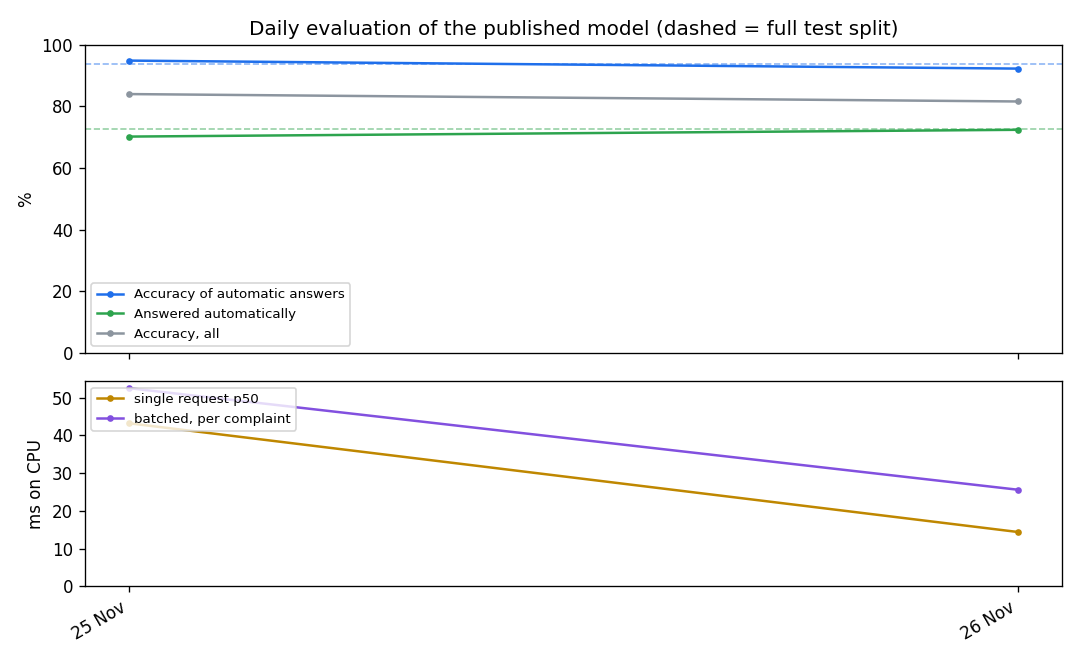 Daily evaluation of the published model (dashed = full test split)
100
80
60
40
20
0
%
Accuracy of automatic answers
Answered automatically
Accuracy, all
50
40
30
20
10
0
ms on CPU
single request p50
batched, per complaint
25 Nov
26 Nov